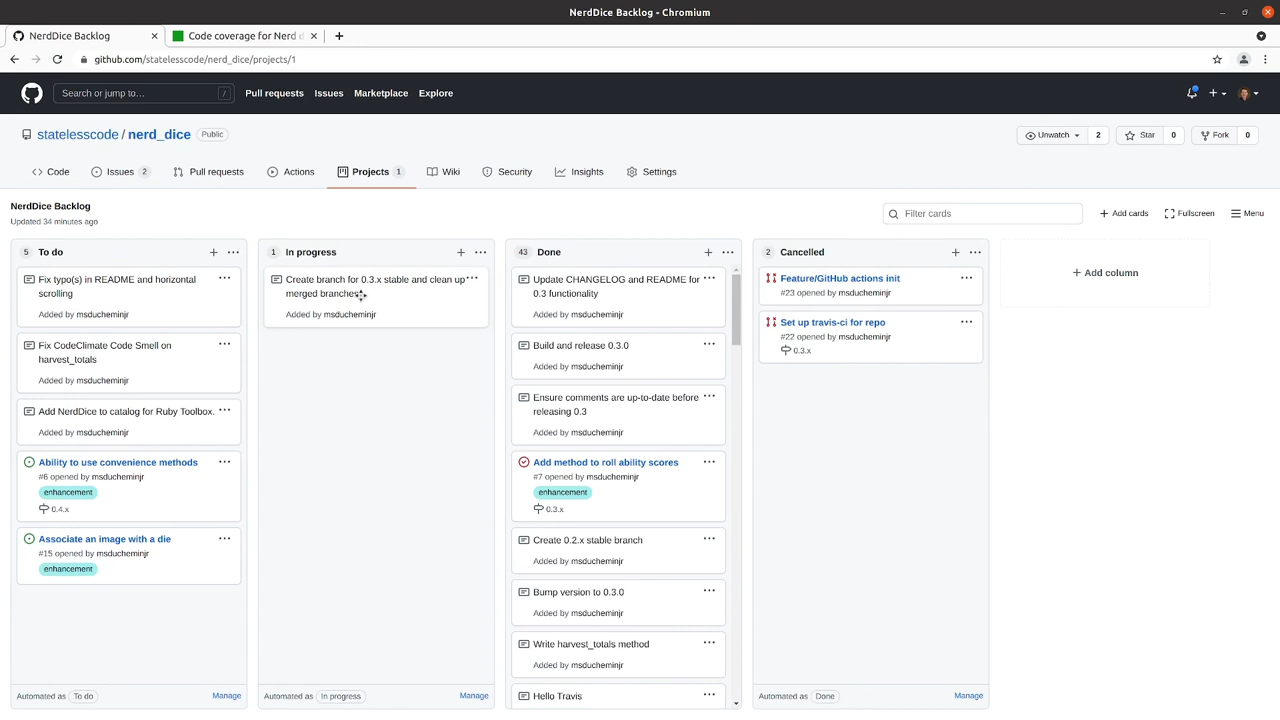 NerdDice Backlog - Chromium
NerdDice Backlog
Code coverage for Nerd d
github.com/statelesscode/nerd_dice/projects/1
Search or jump to… /
Pull requests
Issues
Marketplace
Explore
statelesscode / nerd_dice Public
Unwatch 2
Star 0
Fork 0
Code
Issues 2
Pull requests
Actions
Projects 1
Wiki
Security
Insights
Settings
NerdDice Backlog
Updated 34 minutes ago
Filter cards
Add cards
Fullscreen
Menu
5 To do
Fix typo(s) in README and horizontal
scrolling
Added by msducheminjr
Fix CodeClimate Code Smell on
harvest_totals
Added by msducheminjr
Add NerdDice to catalog for Ruby Toolbox.
Added by msducheminjr
Ability to use convenience methods
#6 opened by msducheminjr
enhancement
0.4.x
Associate an image with a die
#15 opened by msducheminjr
enhancement
Automated as To do Manage
1 In progress
Create branch for 0.3.x stable and clean up
merged branches
Added by msducheminjr
Automated as In progress Manage
43 Done
Update CHANGELOG and README for
0.3 functionality
Added by msducheminjr
Build and release 0.3.0
Added by msducheminjr
Ensure comments are up-to-date before
releasing 0.3
Added by msducheminjr
Add method to roll ability scores
#7 opened by msducheminjr
enhancement
0.3.x
Create 0.2.x stable branch
Added by msducheminjr
Bump version to 0.3.0
Added by msducheminjr
Write harvest_totals method
Added by msducheminjr
Hello Travis
2 Cancelled
Feature/GitHub actions init
#23 opened by msducheminjr
Set up travis-ci for repo
#22 opened by msducheminjr
0.3.x
Automated as Done Manage
Add column